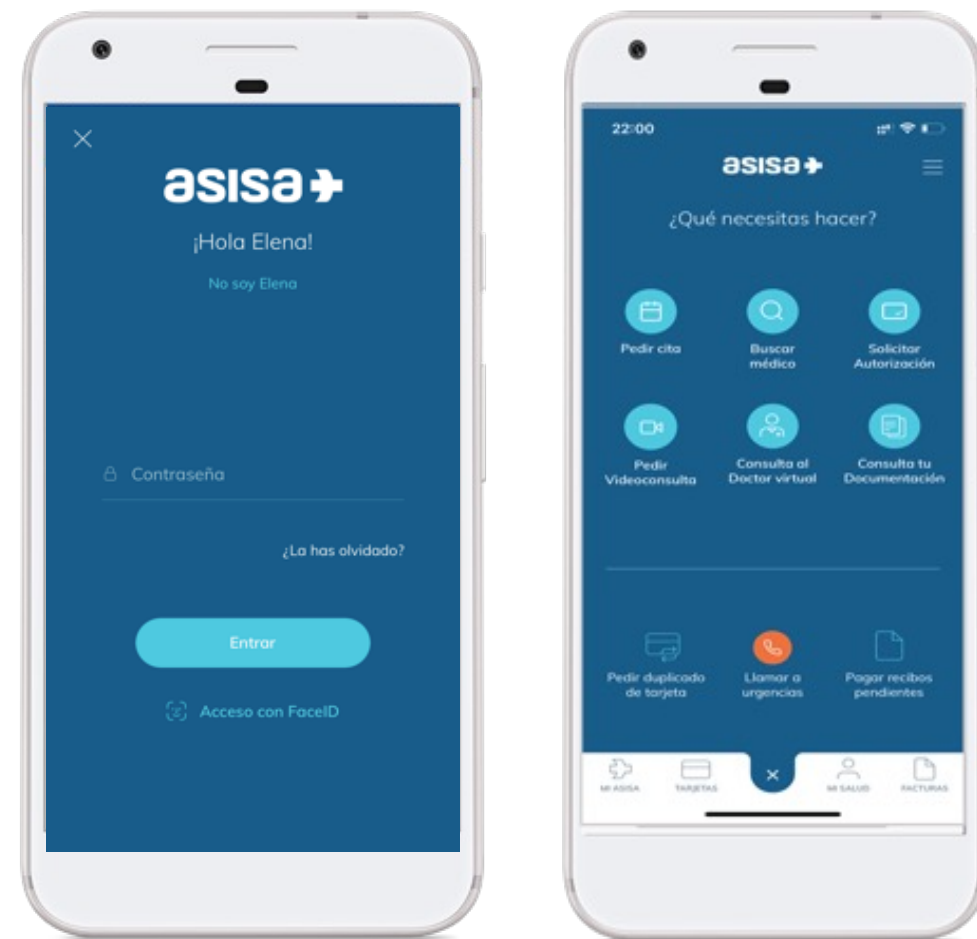 asisa
¡Hola Elena!
No soy Elena
Contraseña
¿La has olvidado?
Entrar
Acceso con FaceID
22:00
asisa
¿Qué necesitas hacer?
Pedir cita
Buscar
médico
Solicitar
Autorización
Pedir
Videoconsulta
Consulta al
Doctor virtual
Consulta tu
Documentación
Pedir duplicado
de tarjeta
Llamar a
urgencias
Pagar recibos
pendientes
MI ASISA
TARJETAS
MI SALUD
FACTURAS